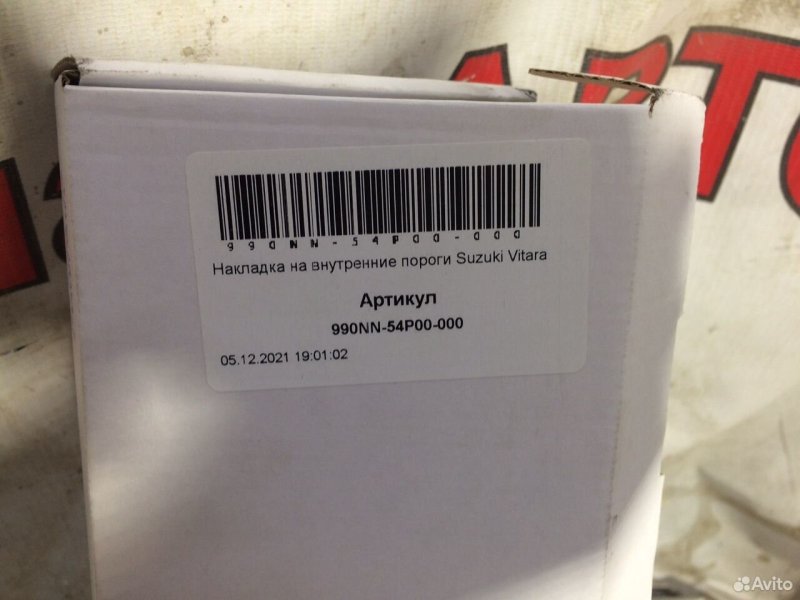 990NN-54P00-000
Накладка на внутренние пороги Suzuki Vitara
Артикул
990NN-54P00-000
05.12.2021 19:01:02
Avito